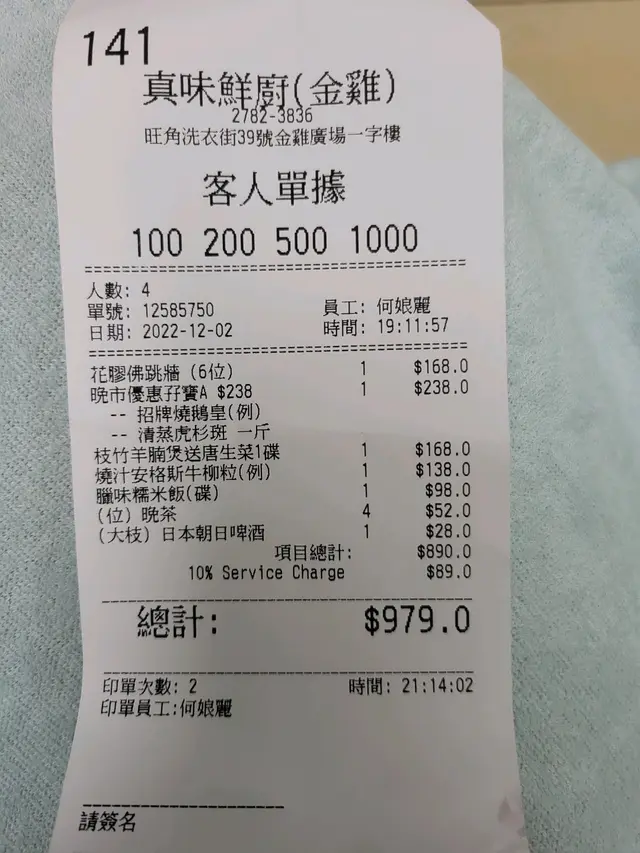 141
真味鮮廚(金雞)
2782-3836
旺角洗衣街39號金雞廣場一字樓
客人單據
100 200 500 1000
人數: 4
單號: 12585750 員工: 何娘麗
日期: 2022-12-02 時間: 19:11:57
花膠佛跳牆 (6位) 1 $168.0
晚市優惠孖寶A $238 1 $238.0
-- 招牌燒鵝皇(例)
-- 清蒸虎杉斑 一斤
枝竹羊腩煲送唐生菜1碟 1 $168.0
燒汁安格斯牛柳粒(例) 1 $138.0
臘味糯米飯(碟) 1 $98.0
(位) 晚茶 4 $52.0
(大枝) 日本朝日啤酒 1 $28.0
項目總計: $890.0
10% Service Charge $89.0
總計: $979.0
印單次數: 2 時間: 21:14:02
印單員工:何娘麗
請簽名